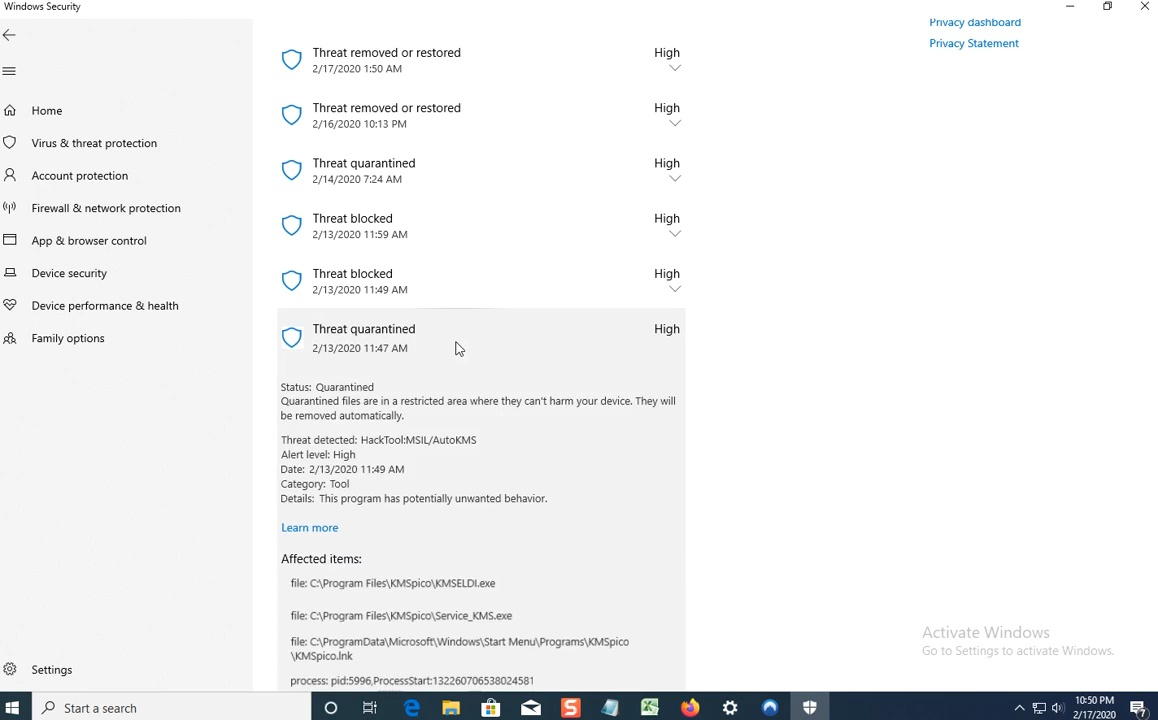 Windows Security
Privacy dashboard
Privacy Statement
Home
Virus & threat protection
Account protection
Firewall & network protection
App & browser control
Device security
Device performance & health
Family options
Settings
Threat removed or restored High
2/17/2020 1:50 AM
Threat removed or restored High
2/16/2020 10:13 PM
Threat quarantined High
2/14/2020 7:24 AM
Threat blocked High
2/13/2020 11:59 AM
Threat blocked High
2/13/2020 11:49 AM
Threat quarantined High
2/13/2020 11:47 AM
Status: Quarantined
Quarantined files are in a restricted area where they can't harm your device. They will
be removed automatically.
Threat detected: HackTool:MSIL/AutoKMS
Alert level: High
Date: 2/13/2020 11:49 AM
Category: Tool
Details: This program has potentially unwanted behavior.
Learn more
Affected items:
file: C:\Program Files\KMSpico\KMSELDI.exe
file: C:\Program Files\KMSpico\Service_KMS.exe
file: C:\ProgramData\Microsoft\Windows\Start Menu\Programs\KMSpico
\KMSpico.lnk
process: pid:5996,ProcessStart:132260706538024581
Activate Windows
Go to Settings to activate Windows.
Start a search
S
10:50 PM
2/17/2020
7